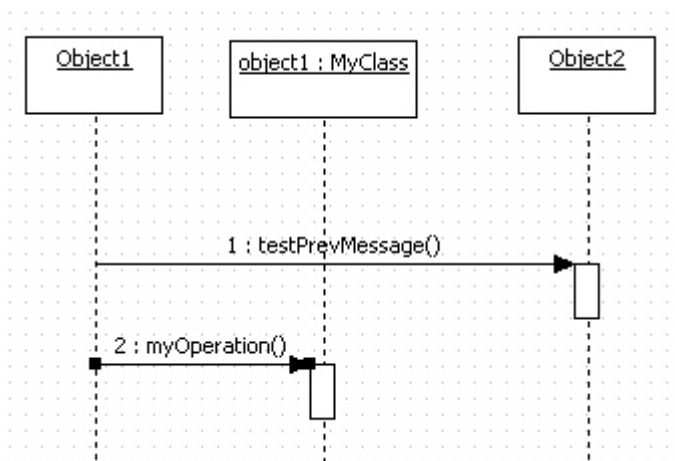 Object1
object1 : MyClass
Object2
1 : testPrevMessage()
2 : myOperation()